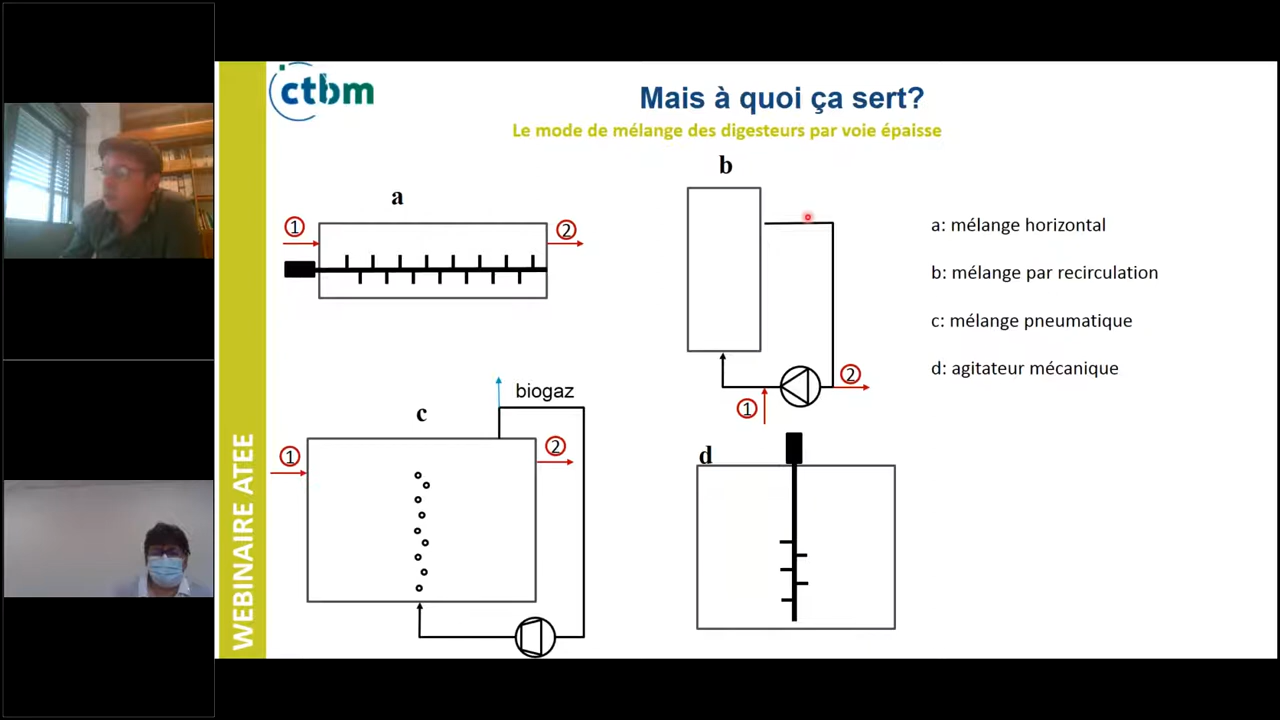 ctbm
Mais à quoi ça sert?
Le mode de mélange des digesteurs par voie épaisse
a
1
2
b
1
2
a: mélange horizontal
b: mélange par recirculation
c: mélange pneumatique
d: agitateur mécanique
c
biogaz
1
2
d
WEBINAIRE ATEE